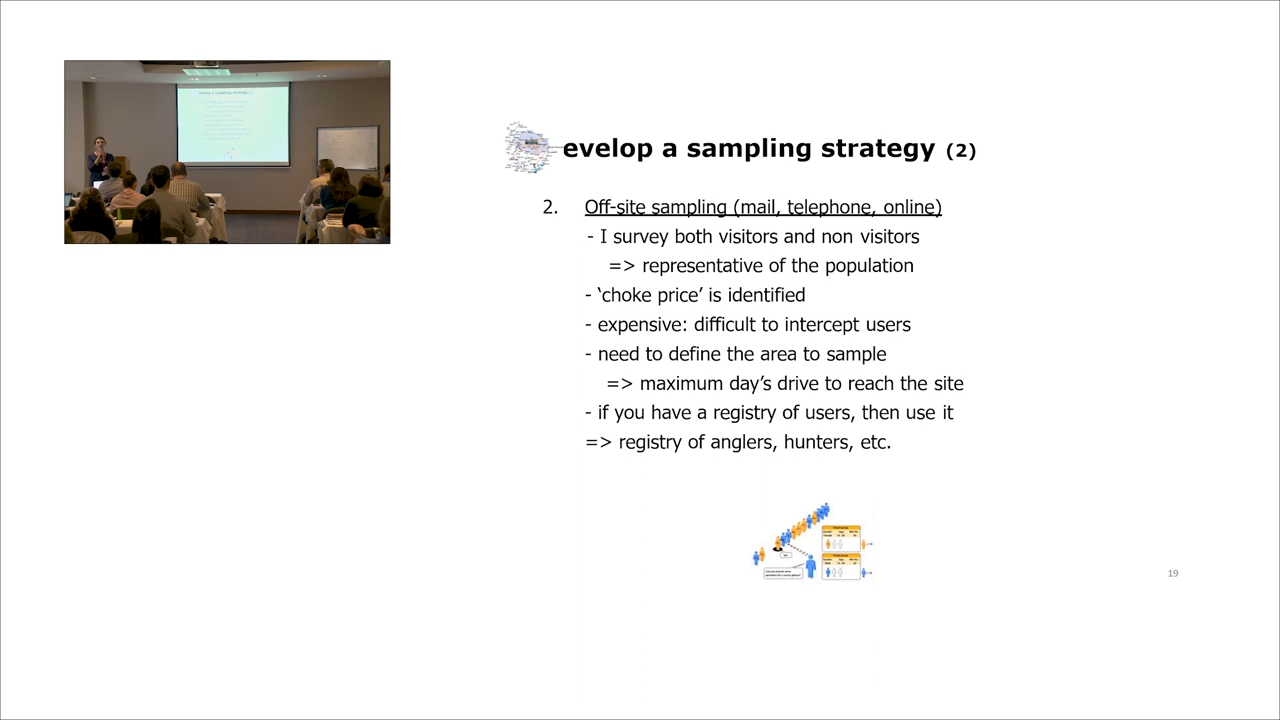 evelop a sampling strategy (2)
2. Off-site sampling (mail, telephone, online)
- I survey both visitors and non visitors
=> representative of the population
- ‘choke price’ is identified
- expensive: difficult to intercept users
- need to define the area to sample
=> maximum day’s drive to reach the site
- if you have a registry of users, then use it
=> registry of anglers, hunters, etc.
19